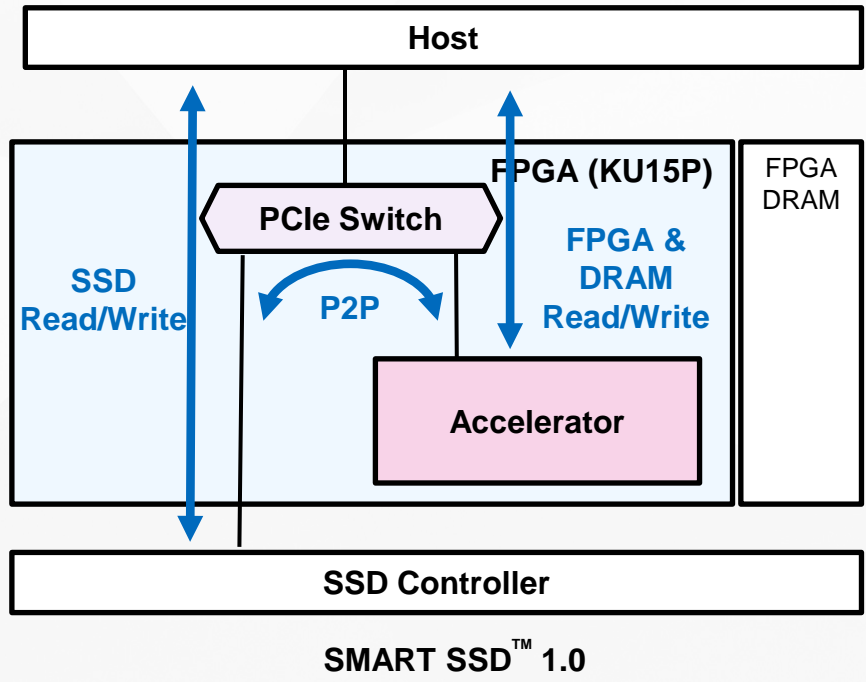 Host
FPGA (KU15P)
FPGA
DRAM
PCIe Switch
SSD
Read/Write
P2P
FPGA &
DRAM
Read/Write
Accelerator
SSD Controller
SMART SSD™ 1.0